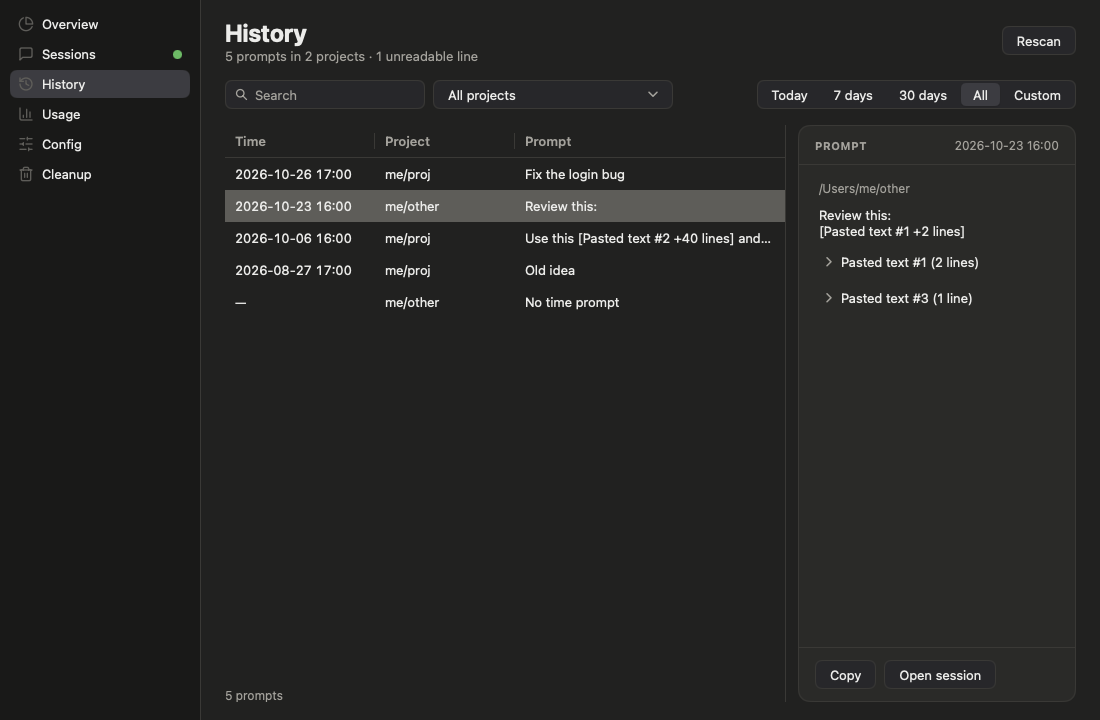 Overview
Sessions
History
Usage
Config
Cleanup
History
5 prompts in 2 projects · 1 unreadable line
Rescan
Search
All projects
Today 7 days 30 days All Custom
Time Project Prompt
2026-10-26 17:00 me/proj Fix the login bug
2026-10-23 16:00 me/other Review this:
2026-10-06 16:00 me/proj Use this [Pasted text #2 +40 lines] and...
2026-08-27 17:00 me/proj Old idea
— me/other No time prompt
5 prompts
PROMPT 2026-10-23 16:00
/Users/me/other
Review this:
[Pasted text #1 +2 lines]
Pasted text #1 (2 lines)
Pasted text #3 (1 line)
Copy Open session